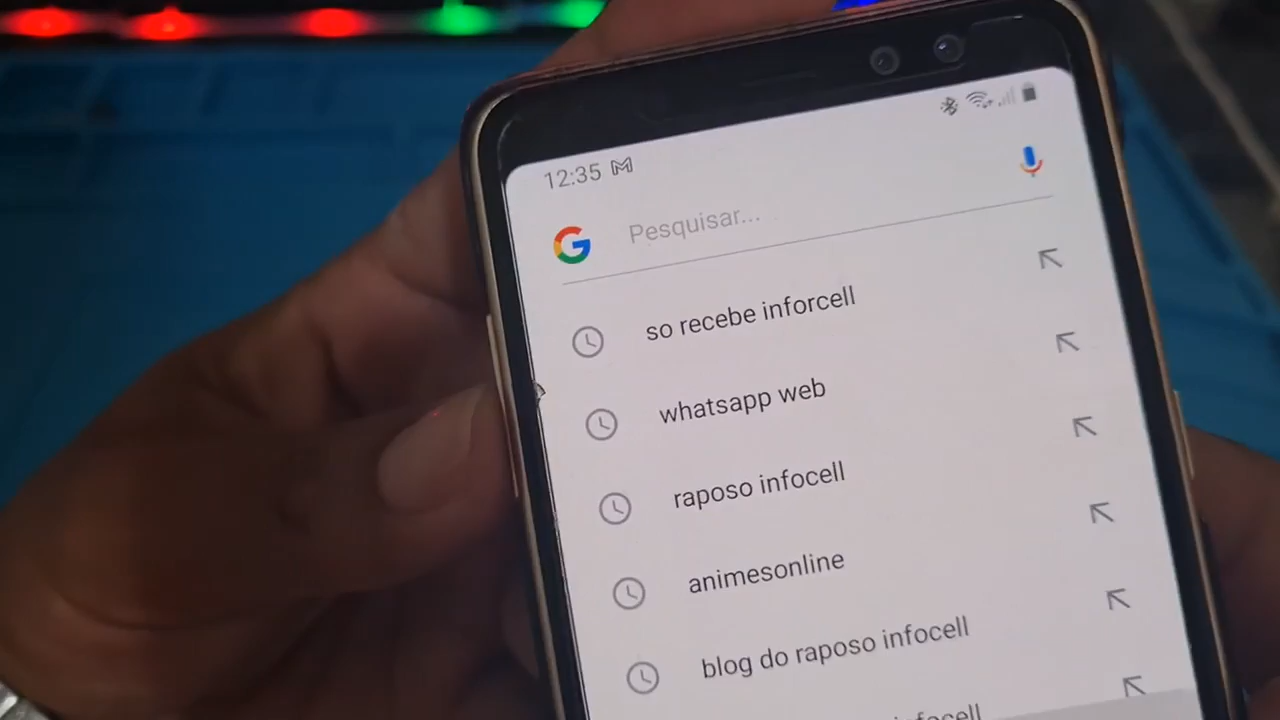 12:35
Pesquisar...
so recebe inforcell
whatsapp web
raposo infocell
animesonline
blog do raposo infocell